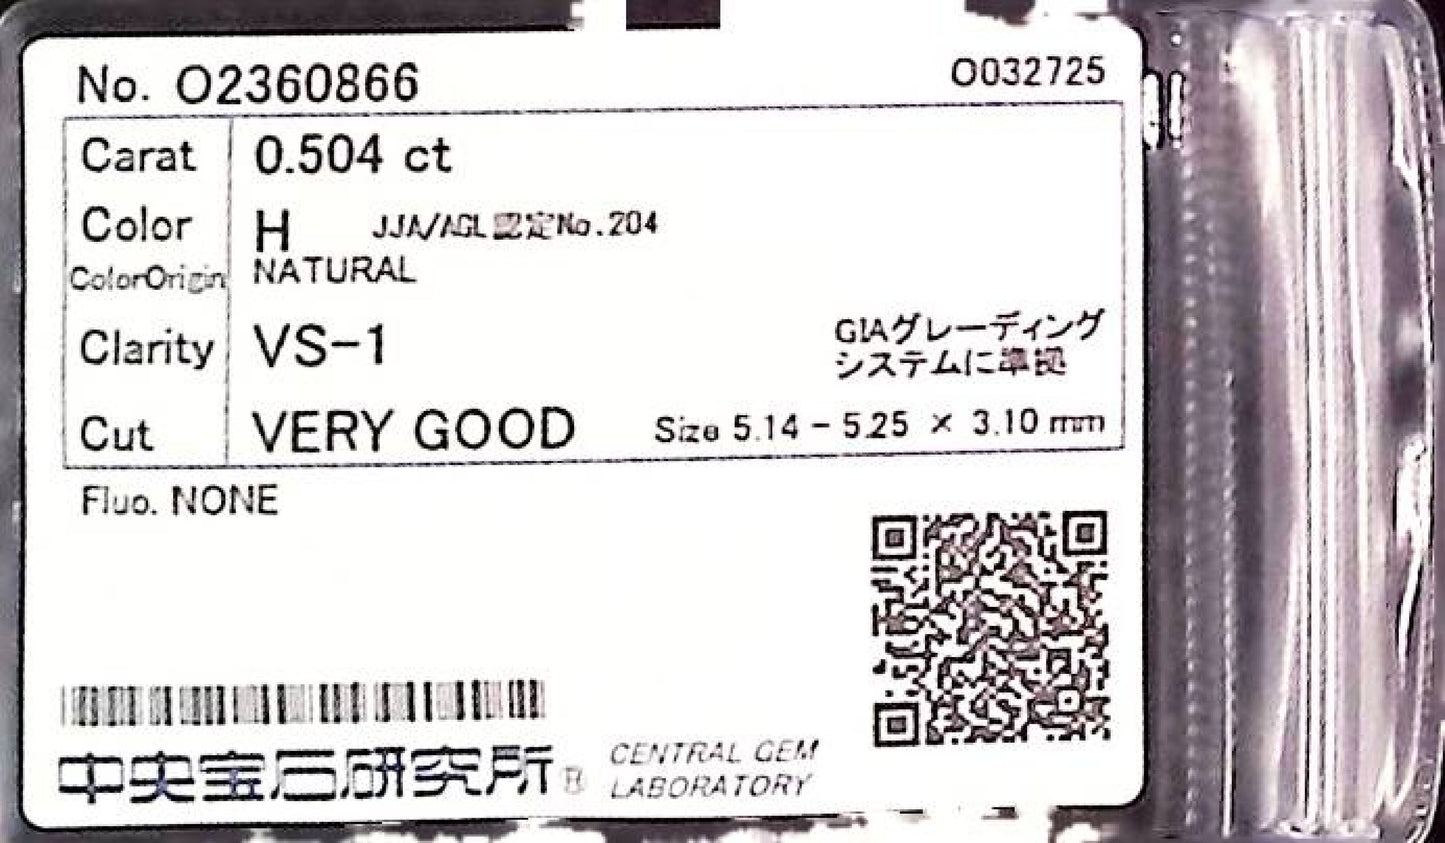 No. O2360866
O032725
Carat 0.504 ct
Color H JJA/AGL認定No.204
ColorOrigin NATURAL
Clarity VS-1
GIAグレーディング
システムに準拠
Cut VERY GOOD Size 5.14 - 5.25 × 3.10 mm
Fluo. NONE
中央宝石研究所®
CENTRAL GEM
LABORATORY